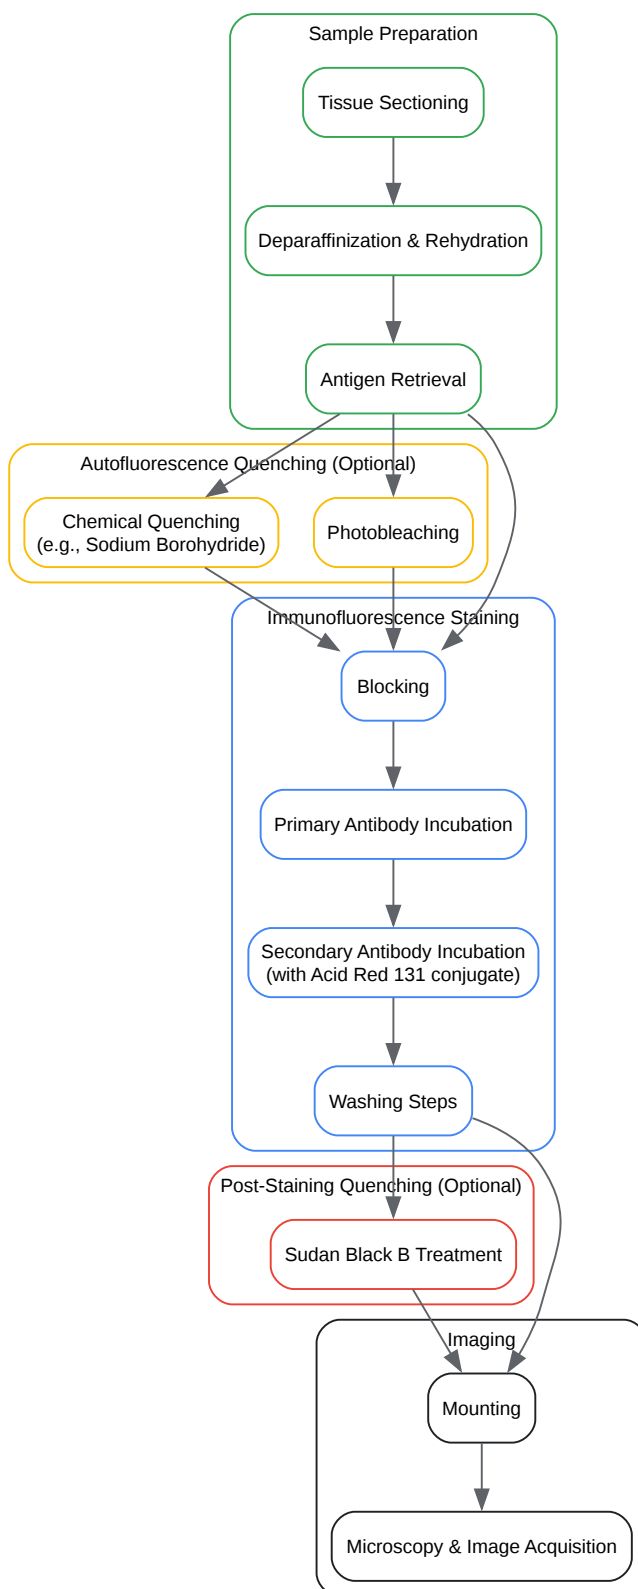 Sample Preparation
Tissue Sectioning
Deparaffinization & Rehydration
Antigen Retrieval
Autofluorescence Quenching (Optional)
Chemical Quenching
(e.g., Sodium Borohydride)
Photobleaching
Immunofluorescence Staining
Blocking
Primary Antibody Incubation
Secondary Antibody Incubation
(with Acid Red 131 conjugate)
Washing Steps
Post-Staining Quenching (Optional)
Sudan Black B Treatment
Imaging
Mounting
Microscopy & Image Acquisition